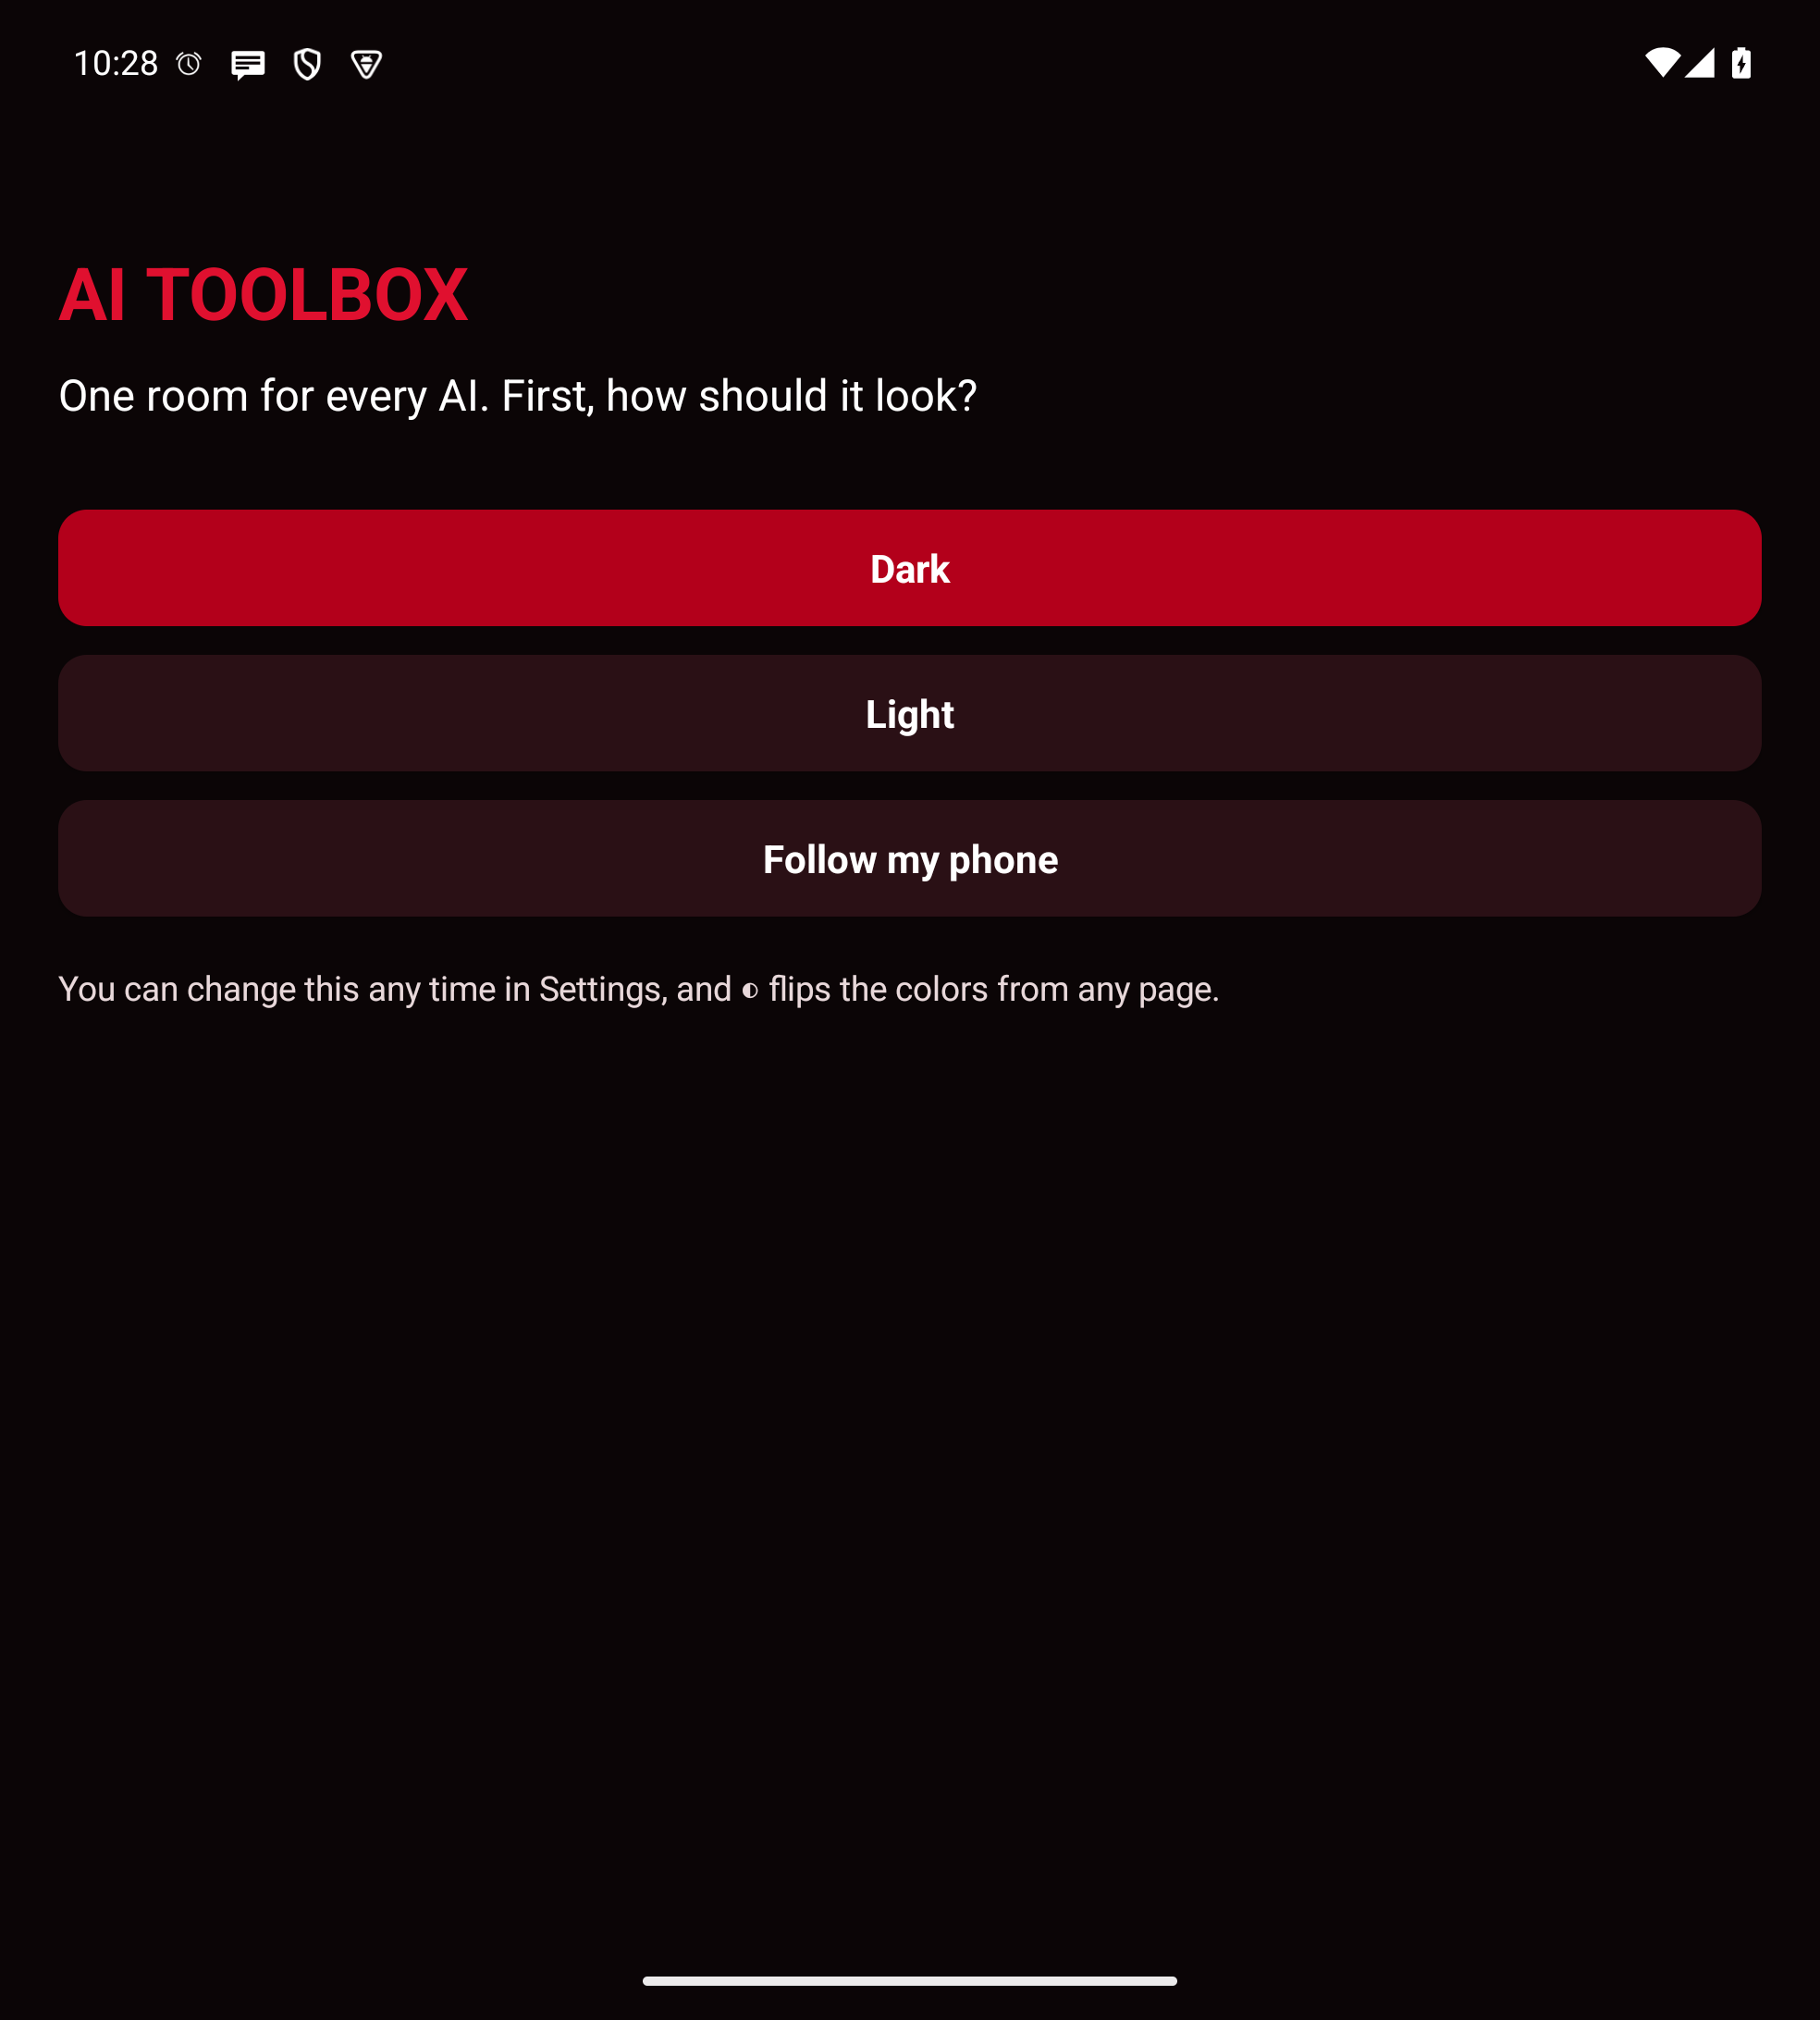 10:28
AI TOOLBOX
One room for every AI. First, how should it look?
Dark
Light
Follow my phone
You can change this any time in Settings, and ◐ flips the colors from any page.